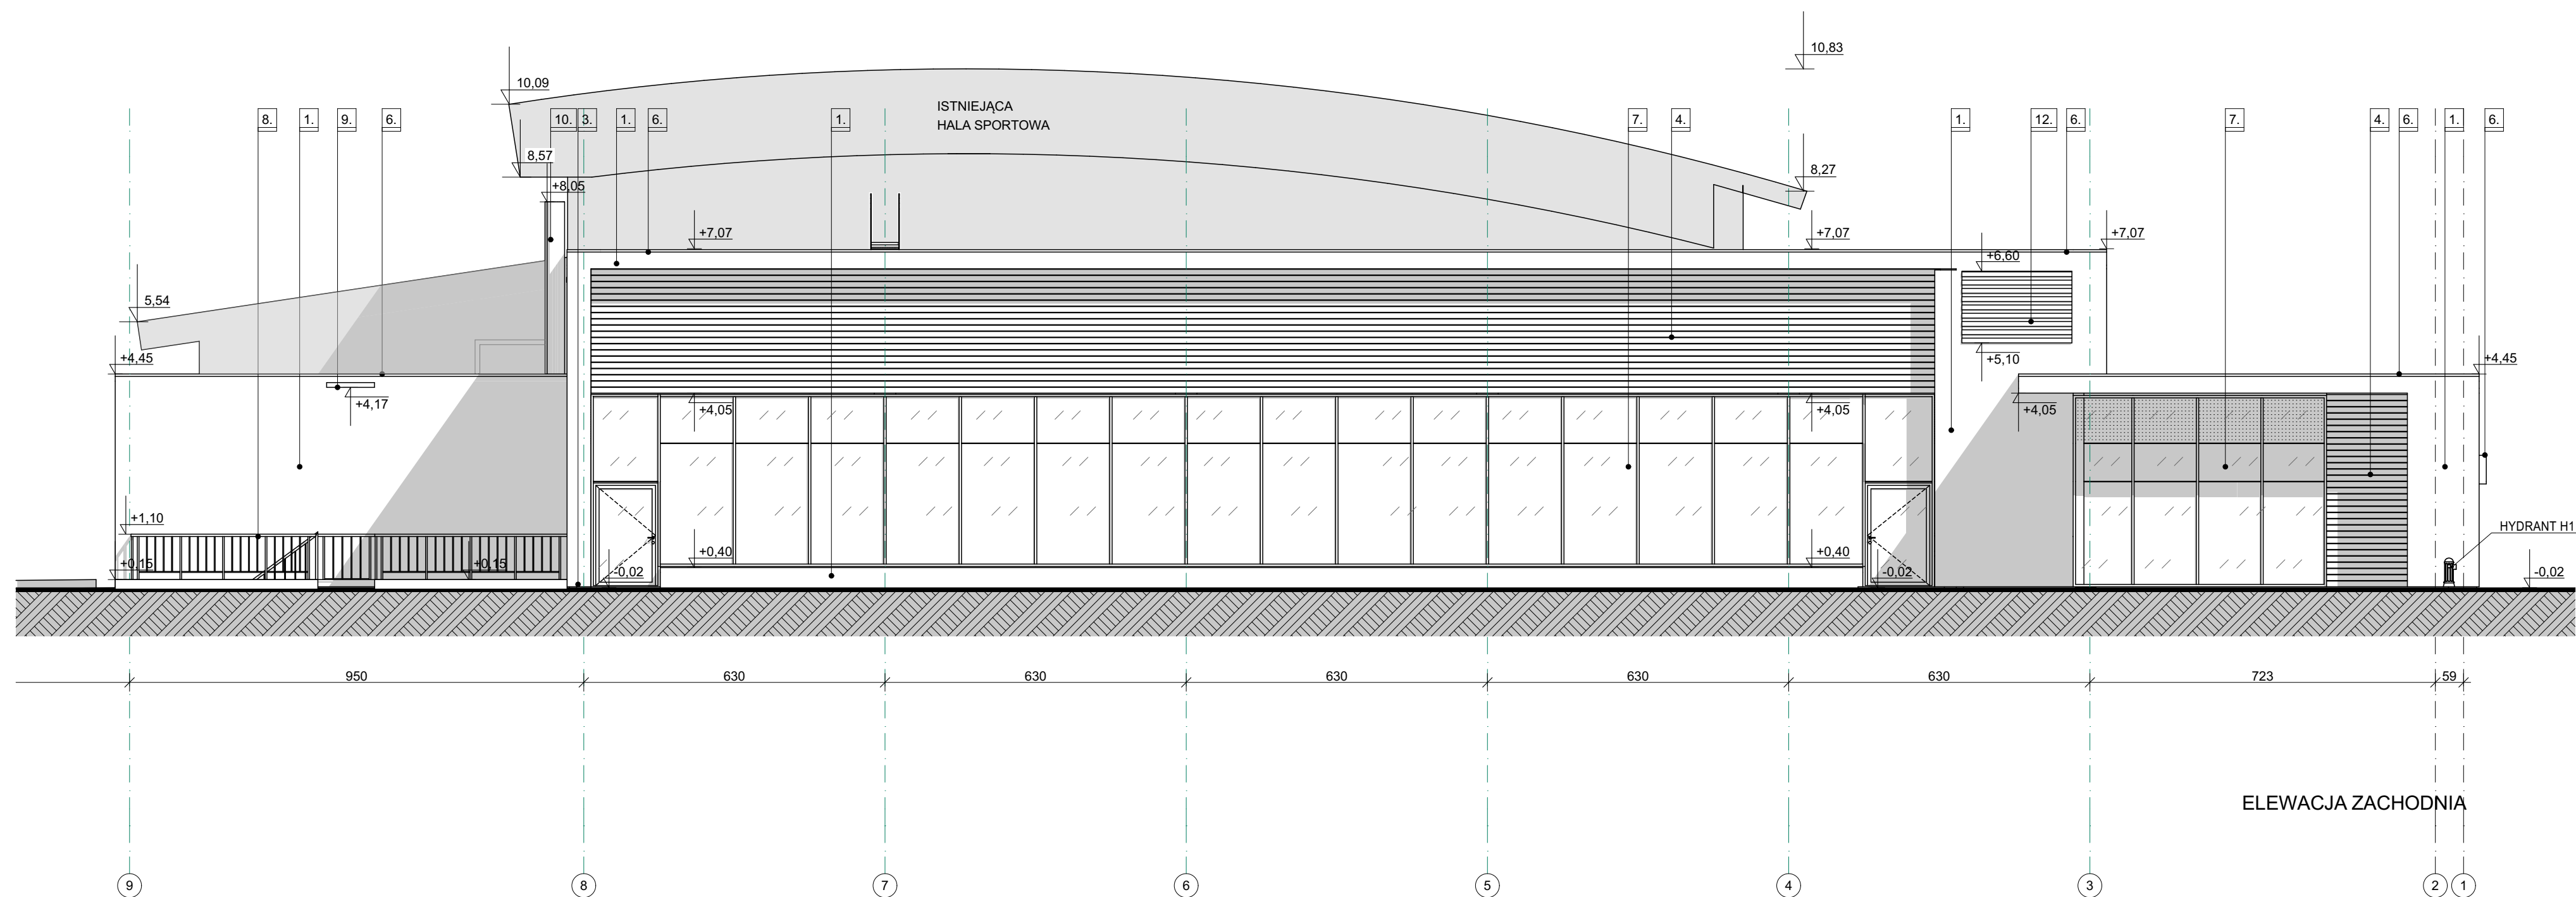 10,83
10,09
ISTNIEJĄCA
HALA SPORTOWA
8. 1. 9. 6. 10. 3. 1. 6. 1. 7. 4. 1. 12. 6. 7. 4. 6. 1. 6.
8,57
8,27
+8,05
+7,07 +7,07 +7,07
+6,60
5,54
+5,10
+4,45 +4,45
+4,17 +4,05 +4,05 +4,05
+1,10
HYDRANT H1
+0,40 +0,40
+0,15 +0,15 -0,02 -0,02 -0,02
950 630 630 630 630 630 723 59
ELEWACJA ZACHODNIA
9 8 7 6 5 4 3 2 1